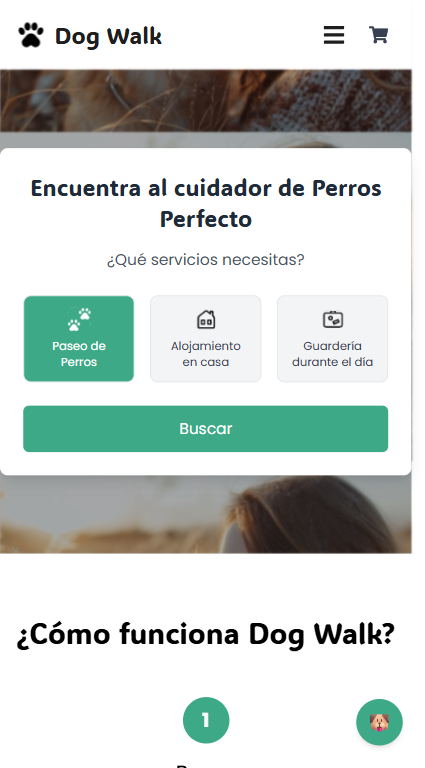 Dog Walk
Encuentra al cuidador de Perros
Perfecto
¿Qué servicios necesitas?
Paseo de
Perros
Alojamiento
en casa
Guardería
durante el día
Buscar
¿Cómo funciona Dog Walk?
1